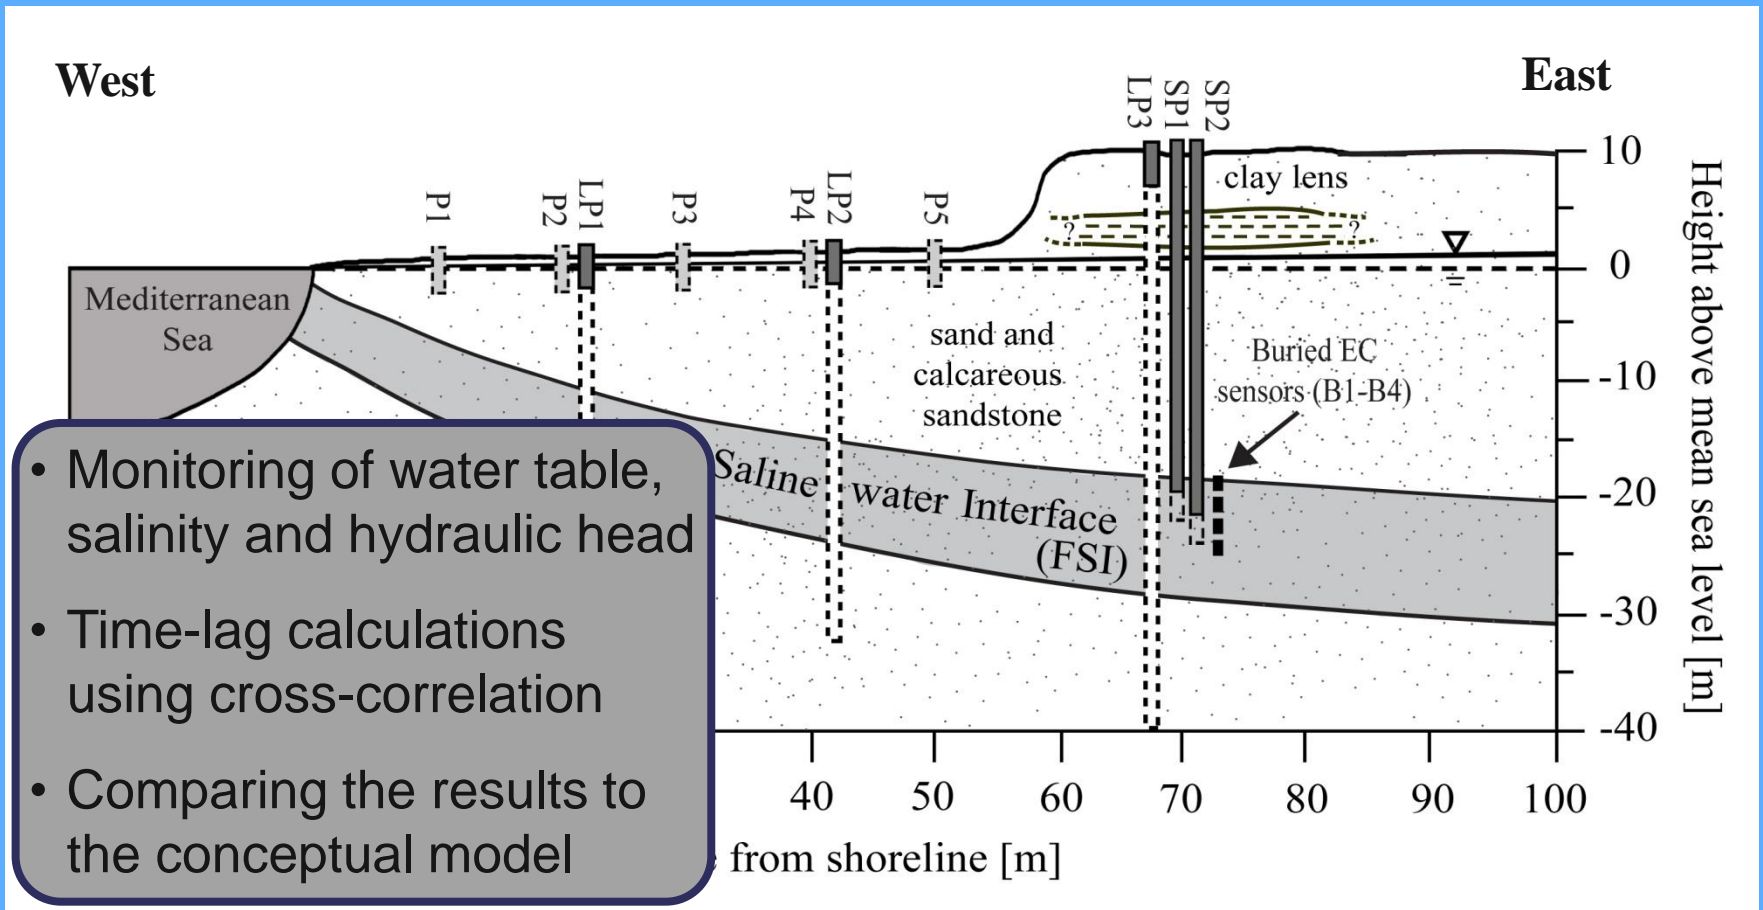 West
East
LP3
SP1
SP2
P1
P2
LP1
P3
P4
LP2
P5
clay lens
?
?
10
0
-10
-20
-30
-40
Height above mean sea level [m]
Mediterranean
Sea
sand and
calcareous
sandstone
Buried EC
sensors (B1-B4)
Saline water Interface
(FSI)
• Monitoring of water table,
salinity and hydraulic head
• Time-lag calculations
using cross-correlation
• Comparing the results to
the conceptual model
40 50 60 70 80 90 100
from shoreline [m]